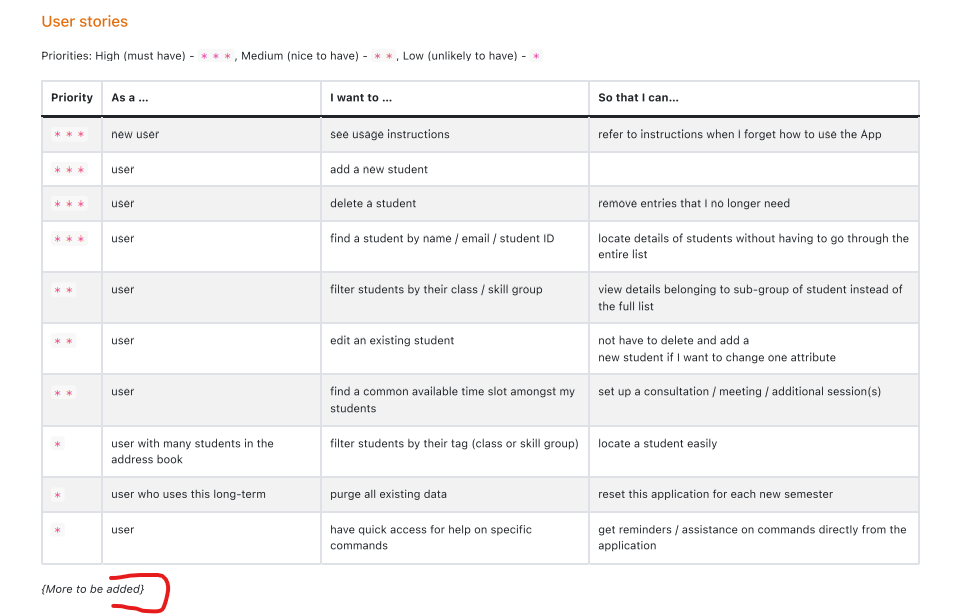 User stories
Priorities: High (must have) - * * *, Medium (nice to have) - * *, Low (unlikely to have) - *
Priority As a ... I want to ... So that I can...
* * * new user see usage instructions refer to instructions when I forget how to use the App
* * * user add a new student
* * * user delete a student remove entries that I no longer need
* * * user find a student by name / email / student ID locate details of students without having to go through the
entire list
* * user filter students by their class / skill group view details belonging to sub-group of student instead of
the full list
* * user edit an existing student not have to delete and add a
new student if I want to change one attribute
* * user find a common available time slot amongst my set up a consultation / meeting / additional session(s)
students
* user with many students in the filter students by their tag (class or skill group) locate a student easily
address book
* user who uses this long-term purge all existing data reset this application for each new semester
* user have quick access for help on specific get reminders / assistance on commands directly from the
commands application
{More to be added}